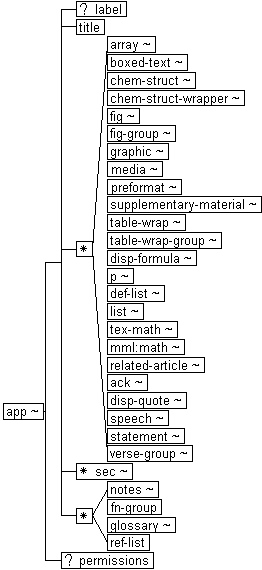 ? label
title
array ~
boxed-text ~
chem-struct ~
chem-struct-wrapper ~
fig ~
fig-group ~
graphic ~
media ~
preformat ~
supplementary-material ~
table-wrap ~
table-wrap-group ~
disp-formula ~
p ~
def-list ~
list ~
tex-math ~
mml:math ~
related-article ~
ack ~
disp-quote ~
speech ~
statement ~
verse-group ~
*
app ~
* sec ~
notes ~
fn-group
glossary ~
ref-list
*
? permissions